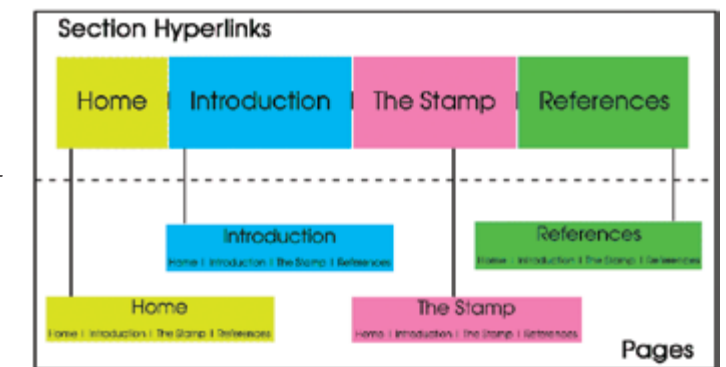 Section Hyperlinks
Home | Introduction | The Stamp | References
Introduction
Home | Introduction | The Stamp | References
References
Home | Introduction | The Stamp | References
Home
Home | Introduction | The Stamp | References
The Stamp
Home | Introduction | The Stamp | References
Pages